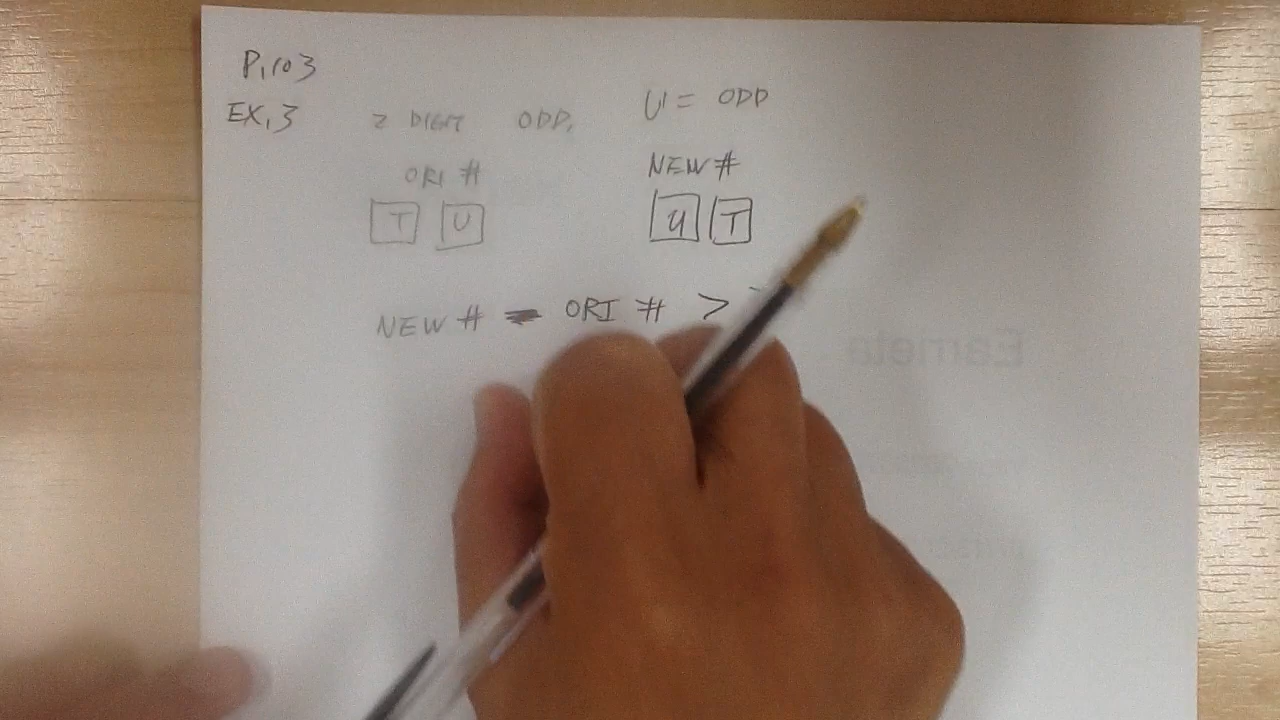 P.103
EX.3 2 DIGIT ODD. U = ODD
ORI # NEW #
T U U T
NEW # - ORI # >